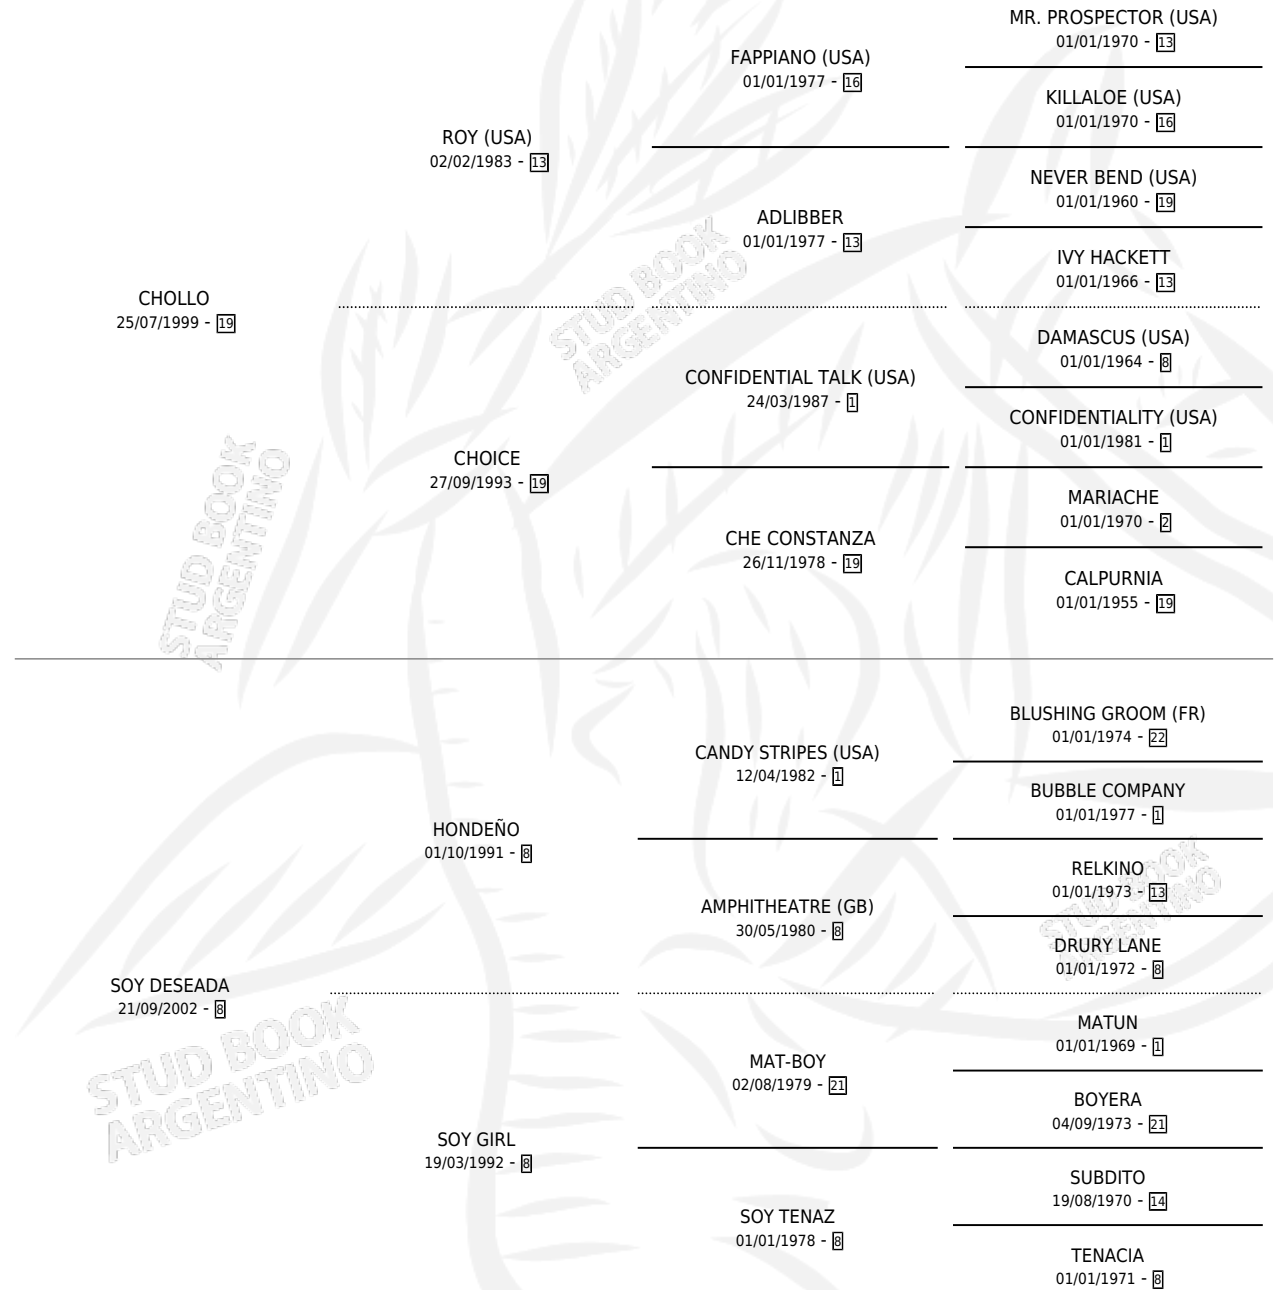 MR. PROSPECTOR (USA)
01/01/1970 - 13
FAPPIANO (USA)
01/01/1977 - 16
KILLALOE (USA)
01/01/1970 - 16
ROY (USA)
02/02/1983 - 13
NEVER BEND (USA)
01/01/1960 - 19
ADLIBBER
01/01/1977 - 13
IVY HACKETT
01/01/1966 - 13
CHOLLO
25/07/1999 - 19
STUD BOOK
ARGENTINO
DAMASCUS (USA)
01/01/1964 - 8
CONFIDENTIAL TALK (USA)
24/03/1987 - 1
CONFIDENTIALITY (USA)
01/01/1981 - 1
CHOICE
27/09/1993 - 19
MARIACHE
01/01/1970 - 2
CHE CONSTANZA
26/11/1978 - 19
CALPURNIA
01/01/1955 - 19
STUD BOOK
ARGENTINO
BLUSHING GROOM (FR)
01/01/1974 - 22
CANDY STRIPES (USA)
12/04/1982 - 1
BUBBLE COMPANY
01/01/1977 - 1
HONDEÑO
01/10/1991 - 8
RELKINO
01/01/1973 - 13
AMPHITHEATRE (GB)
30/05/1980 - 8
STUD BOOK
ARGENTINO
DRURY LANE
01/01/1972 - 8
SOY DESEADA
21/09/2002 - 8
STUD BOOK
ARGENTINO
MATUN
01/01/1969 - 1
MAT-BOY
02/08/1979 - 21
BOYERA
04/09/1973 - 21
SOY GIRL
19/03/1992 - 8
SUBDITO
19/08/1970 - 14
SOY TENAZ
01/01/1978 - 8
TENACIA
01/01/1971 - 8